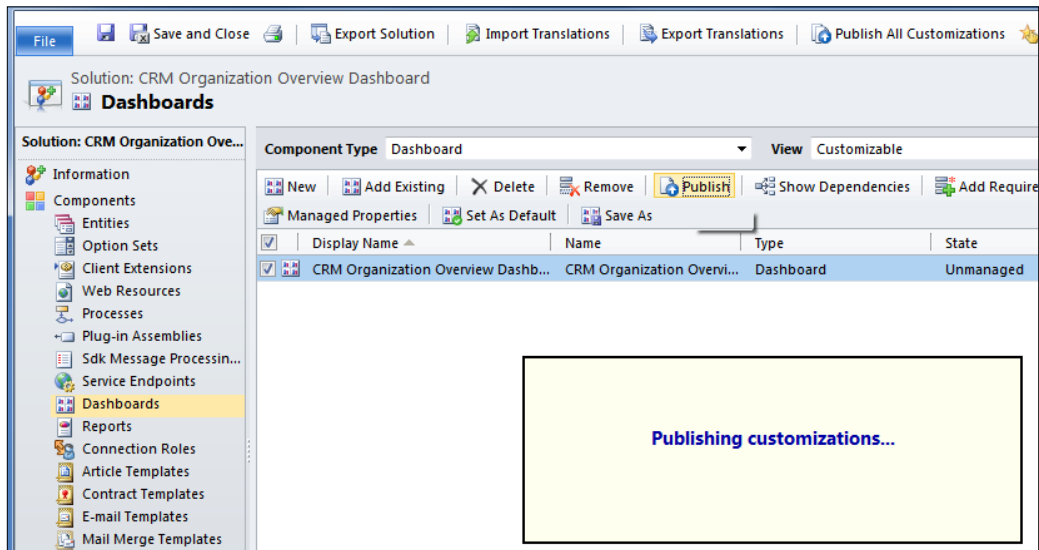 File Save and Close Export Solution Import Translations Export Translations Publish All Customizations
Solution: CRM Organization Overview Dashboard
Dashboards
Solution: CRM Organization Ove...
Information
Components
Entities
Option Sets
Client Extensions
Web Resources
Processes
Plug-in Assemblies
Sdk Message Processin...
Service Endpoints
Dashboards
Reports
Connection Roles
Article Templates
Contract Templates
E-mail Templates
Mail Merge Templates
Component Type Dashboard View Customizable
New Add Existing Delete Remove Publish Show Dependencies Add Require
Managed Properties Set As Default Save As
Display Name Name Type State
CRM Organization Overview Dashb... CRM Organization Overvi... Dashboard Unmanaged
Publishing customizations...